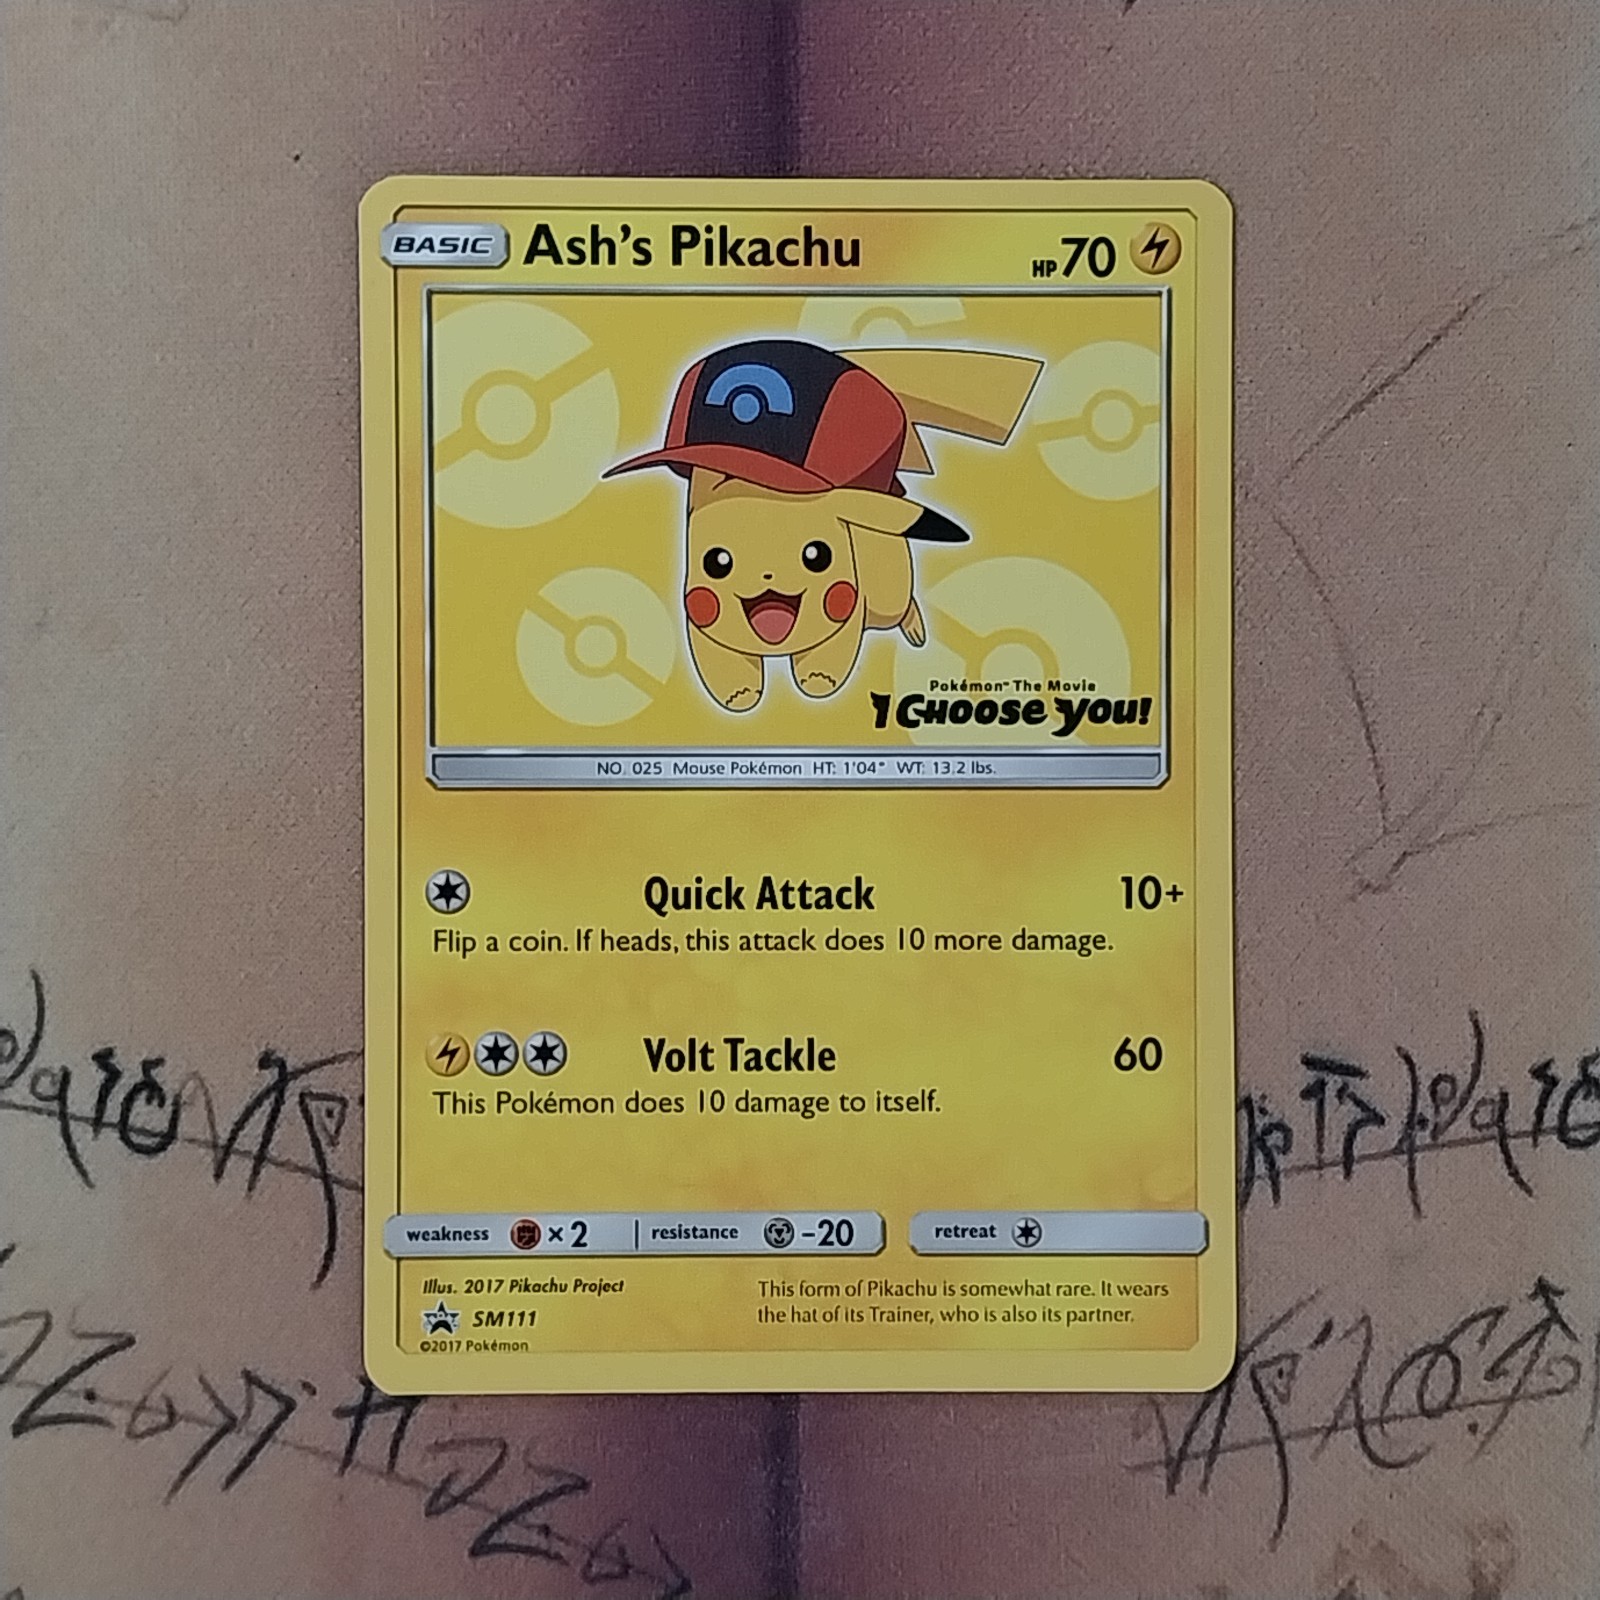 BASIC Ash's Pikachu HP 70
Pokémon™ The Movie
I Choose You!
NO. 025 Mouse Pokémon HT: 1'04" WT: 13.2 lbs.
Quick Attack 10+
Flip a coin. If heads, this attack does 10 more damage.
Volt Tackle 60
This Pokémon does 10 damage to itself.
weakness ×2 resistance -20 retreat
Illus. 2017 Pikachu Project
SM111
©2017 Pokémon
This form of Pikachu is somewhat rare. It wears
the hat of its Trainer, who is also its partner.